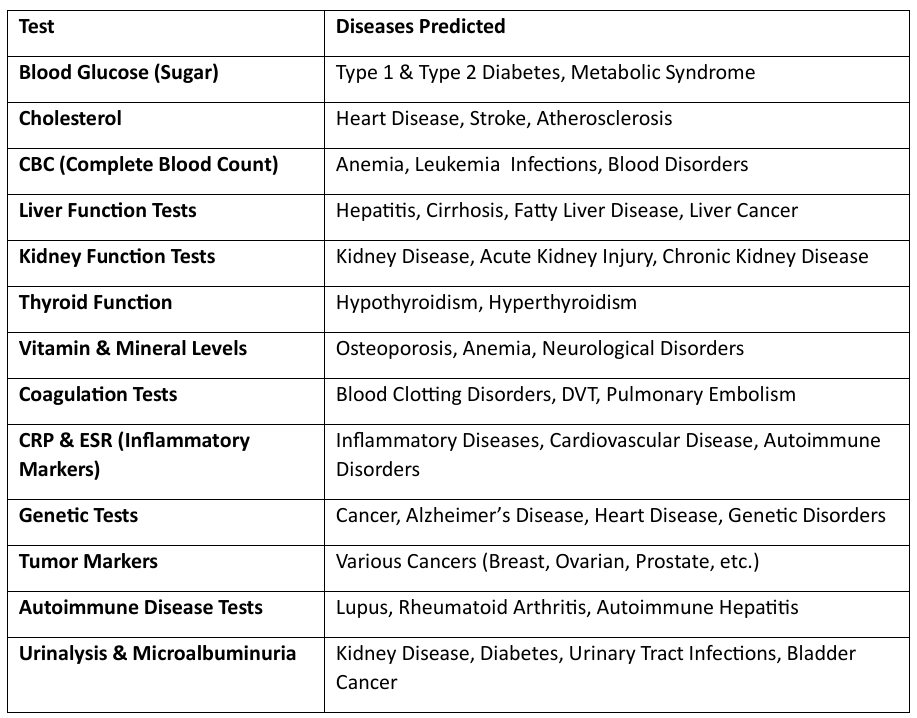 Test Diseases Predicted
Blood Glucose (Sugar) Type 1 & Type 2 Diabetes, Metabolic Syndrome
Cholesterol Heart Disease, Stroke, Atherosclerosis
CBC (Complete Blood Count) Anemia, Leukemia  Infections, Blood Disorders
Liver Function Tests Hepatitis, Cirrhosis, Fatty Liver Disease, Liver Cancer
Kidney Function Tests Kidney Disease, Acute Kidney Injury, Chronic Kidney Disease
Thyroid Function Hypothyroidism, Hyperthyroidism
Vitamin & Mineral Levels Osteoporosis, Anemia, Neurological Disorders
Coagulation Tests Blood Clotting Disorders, DVT, Pulmonary Embolism
CRP & ESR (Inflammatory
Markers)
Inflammatory Diseases, Cardiovascular Disease, Autoimmune
Disorders
Genetic Tests Cancer, Alzheimer’s Disease, Heart Disease, Genetic Disorders
Tumor Markers Various Cancers (Breast, Ovarian, Prostate, etc.)
Autoimmune Disease Tests Lupus, Rheumatoid Arthritis, Autoimmune Hepatitis
Urinalysis & Microalbuminuria Kidney Disease, Diabetes, Urinary Tract Infections, Bladder
Cancer